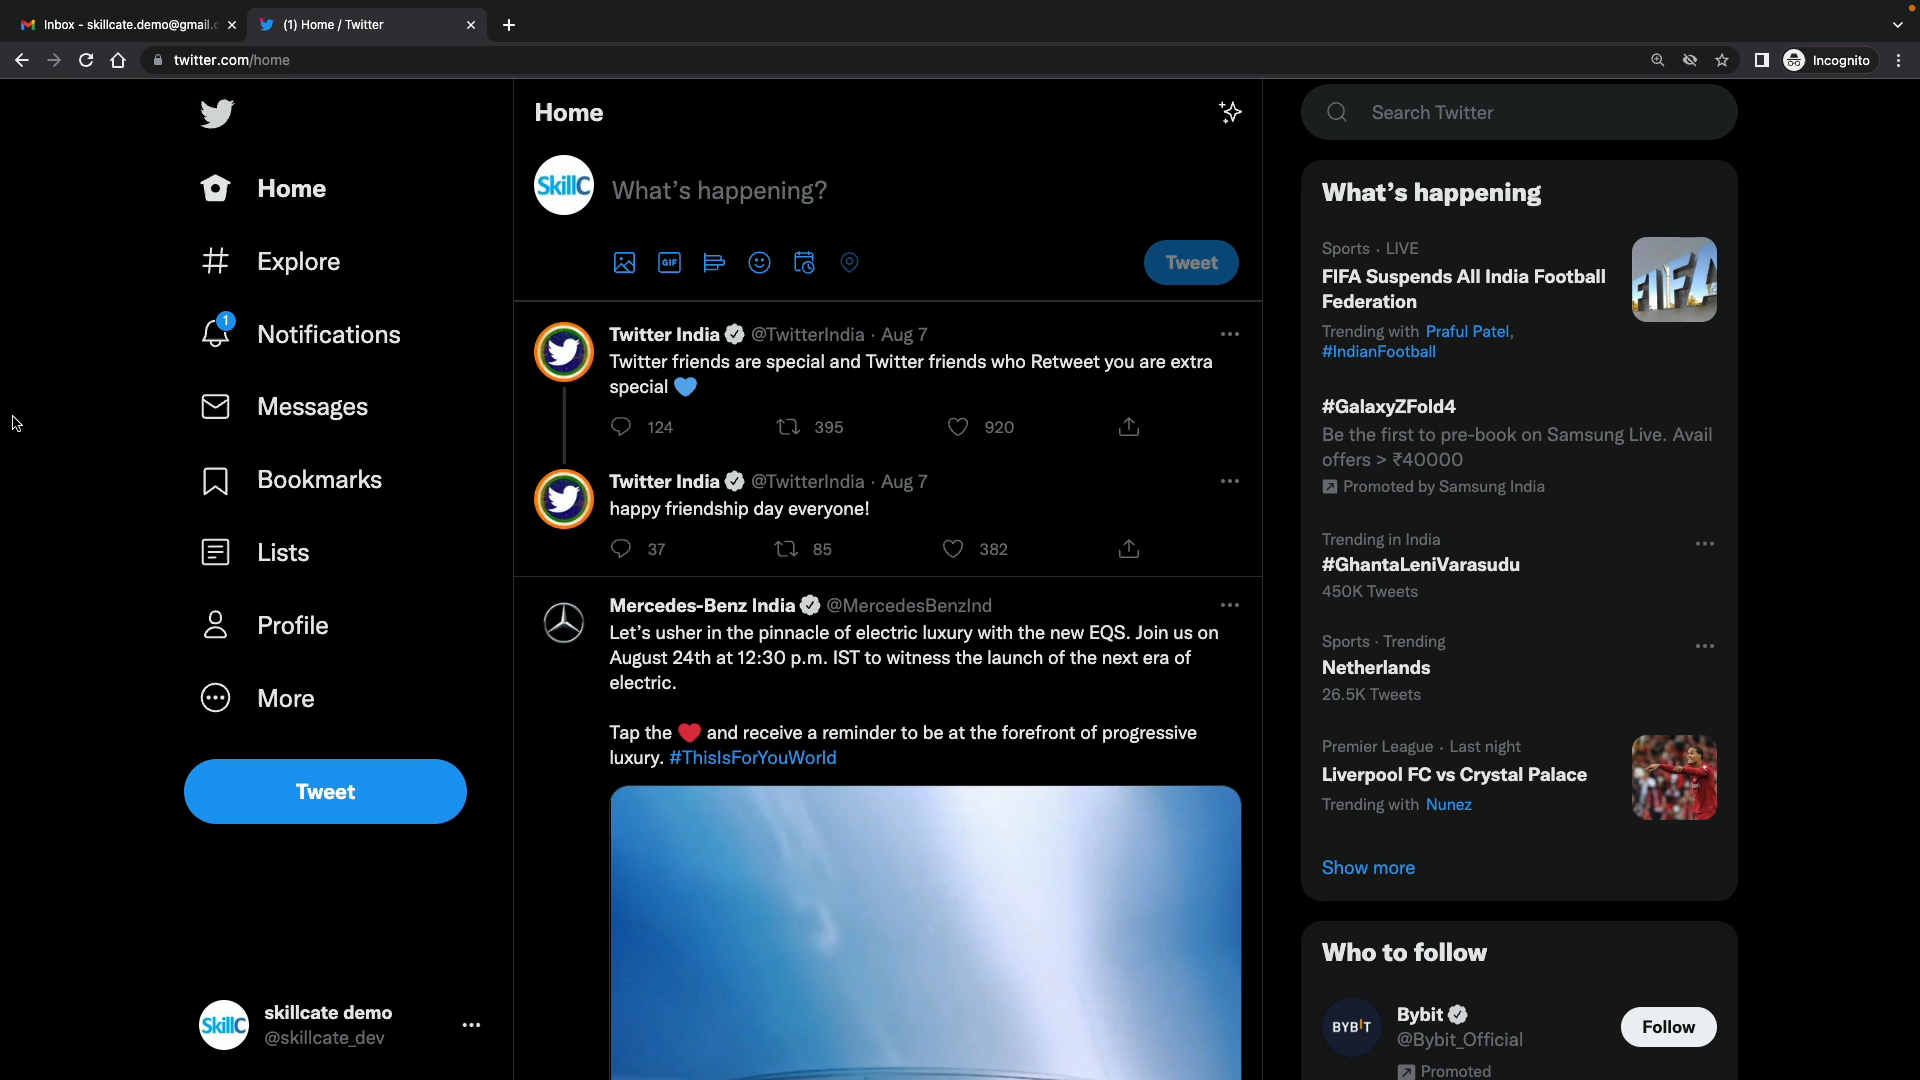 Inbox - skillcate.demo@gmail.c
(1) Home / Twitter
twitter.com/home
Incognito
Home
Explore
1
Notifications
Messages
Bookmarks
Lists
Profile
More
Tweet
SkillC
skillcate demo
@skillcate_dev
Home
SkillC
What's happening?
GIF
Tweet
Twitter India @TwitterIndia · Aug 7
Twitter friends are special and Twitter friends who Retweet you are extra
special 💙
124 395 920
Twitter India @TwitterIndia · Aug 7
happy friendship day everyone!
37 85 382
Mercedes-Benz India @MercedesBenzInd
Let's usher in the pinnacle of electric luxury with the new EQS. Join us on
August 24th at 12:30 p.m. IST to witness the launch of the next era of
electric.
Tap the ❤️ and receive a reminder to be at the forefront of progressive
luxury. #ThisIsForYouWorld
Search Twitter
What's happening
Sports · LIVE
FIFA Suspends All India Football
Federation
Trending with Praful Patel,
#IndianFootball
FIFA
#GalaxyZFold4
Be the first to pre-book on Samsung Live. Avail
offers > ₹40000
Promoted by Samsung India
Trending in India
#GhantaLeniVarasudu
450K Tweets
Sports · Trending
Netherlands
26.5K Tweets
Premier League · Last night
Liverpool FC vs Crystal Palace
Trending with Nunez
Show more
Who to follow
BYBIT
Bybit
@Bybit_Official
Follow
Promoted